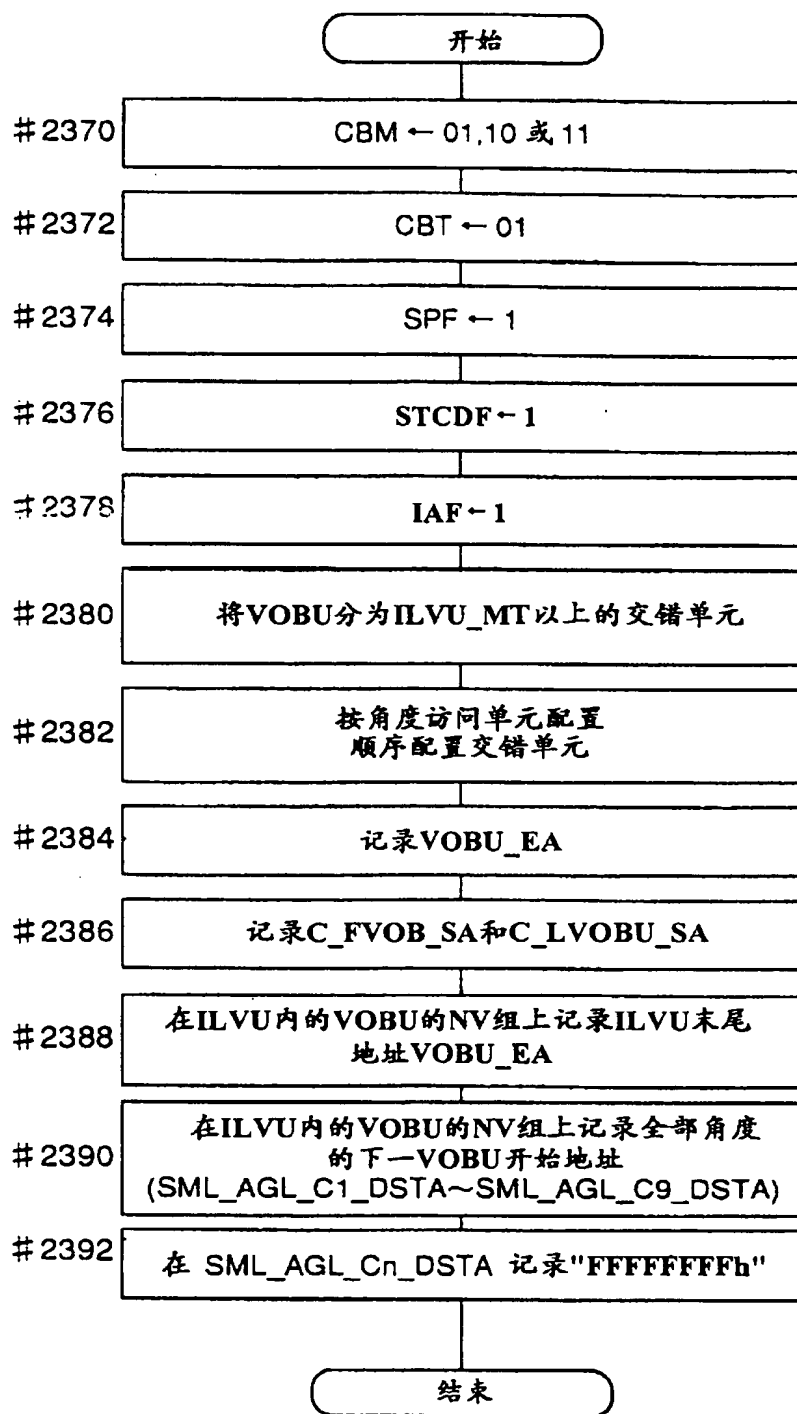 开始
#2370
CBM ← 01,10 或 11
#2372
CBT ← 01
#2374
SPF ← 1
#2376
STCDF ← 1
#2378
IAF ← 1
#2380
将VOBU分为ILVU_MT以上的交错单元
#2382
按角度访问单元配置
顺序配置交错单元
#2384
记录VOBU_EA
#2386
记录C_FVOB_SA和C_LVOBU_SA
#2388
在ILVU内的VOBU的NV组上记录ILVU末尾
地址VOBU_EA
#2390
在ILVU内的VOBU的NV组上记录全部角度
的下一VOBU开始地址
(SML_AGL_C1_DSTA~SML_AGL_C9_DSTA)
#2392
在 SML_AGL_Cn_DSTA 记录"FFFFFFFFh"
结束